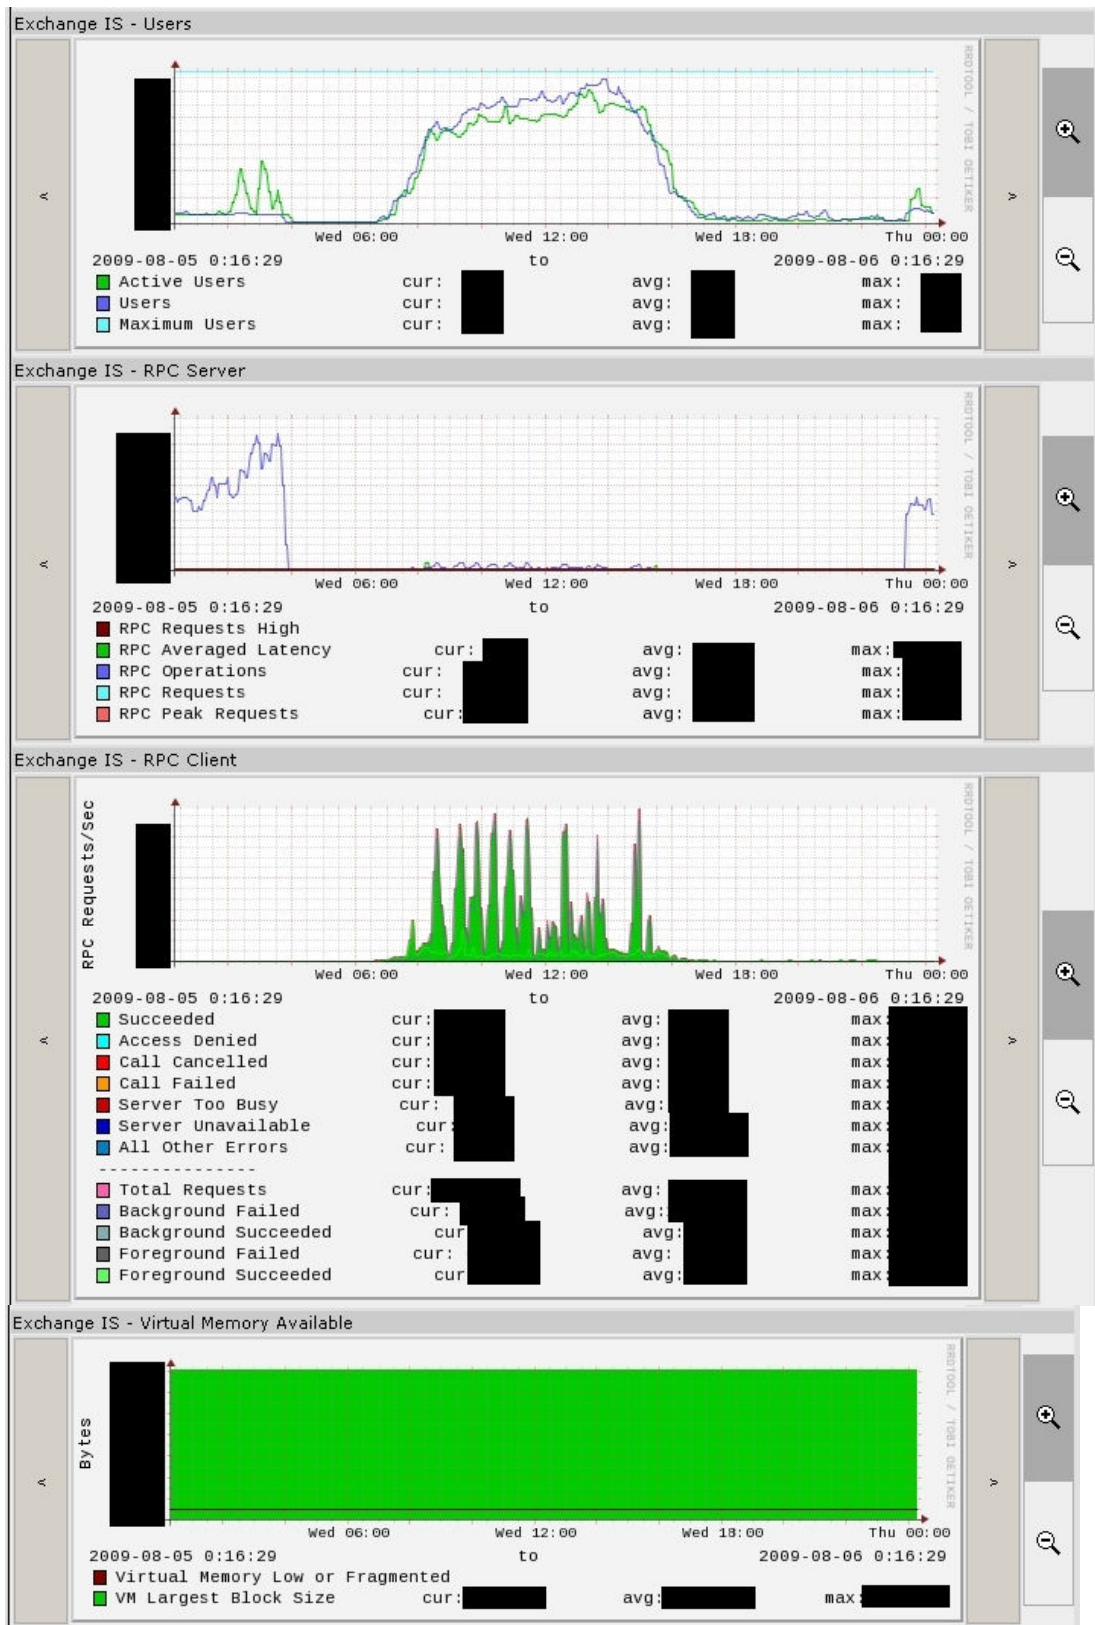 Exchange IS - Users
RRDTOOL / TOBI OETIKER
Wed 06:00 Wed 12:00 Wed 18:00 Thu 00:00
2009-08-05 0:16:29 to 2009-08-06 0:16:29
Active Users cur: avg: max:
Users cur: avg: max:
Maximum Users cur: avg: max:
< >
Exchange IS - RPC Server
RRDTOOL / TOBI OETIKER
Wed 06:00 Wed 12:00 Wed 18:00 Thu 00:00
2009-08-05 0:16:29 to 2009-08-06 0:16:29
RPC Requests High
RPC Averaged Latency cur: avg: max:
RPC Operations cur: avg: max:
RPC Requests cur: avg: max:
RPC Peak Requests cur: avg: max:
< >
Exchange IS - RPC Client
RPC Requests/sec
RRDTOOL / TOBI OETIKER
Wed 06:00 Wed 12:00 Wed 18:00 Thu 00:00
2009-08-05 0:16:29 to 2009-08-06 0:16:29
Succeeded cur: avg: max:
Access Denied cur: avg: max:
Call Cancelled cur: avg: max:
Call Failed cur: avg: max:
Server Too Busy cur: avg: max:
Server Unavailable cur: avg: max:
All Other Errors cur: avg: max:
---------------
Total Requests cur: avg: max:
Background Failed cur: avg: max:
Background Succeeded cur avg: max:
Foreground Failed cur: avg: max:
Foreground Succeeded cur avg: max:
< >
Exchange IS - Virtual Memory Available
Bytes
RRDTOOL / TOBI OETIKER
Wed 06:00 Wed 12:00 Wed 18:00 Thu 00:00
2009-08-05 0:16:29 to 2009-08-06 0:16:29
Virtual Memory Low or Fragmented
VM Largest Block Size cur: avg: max:
< >